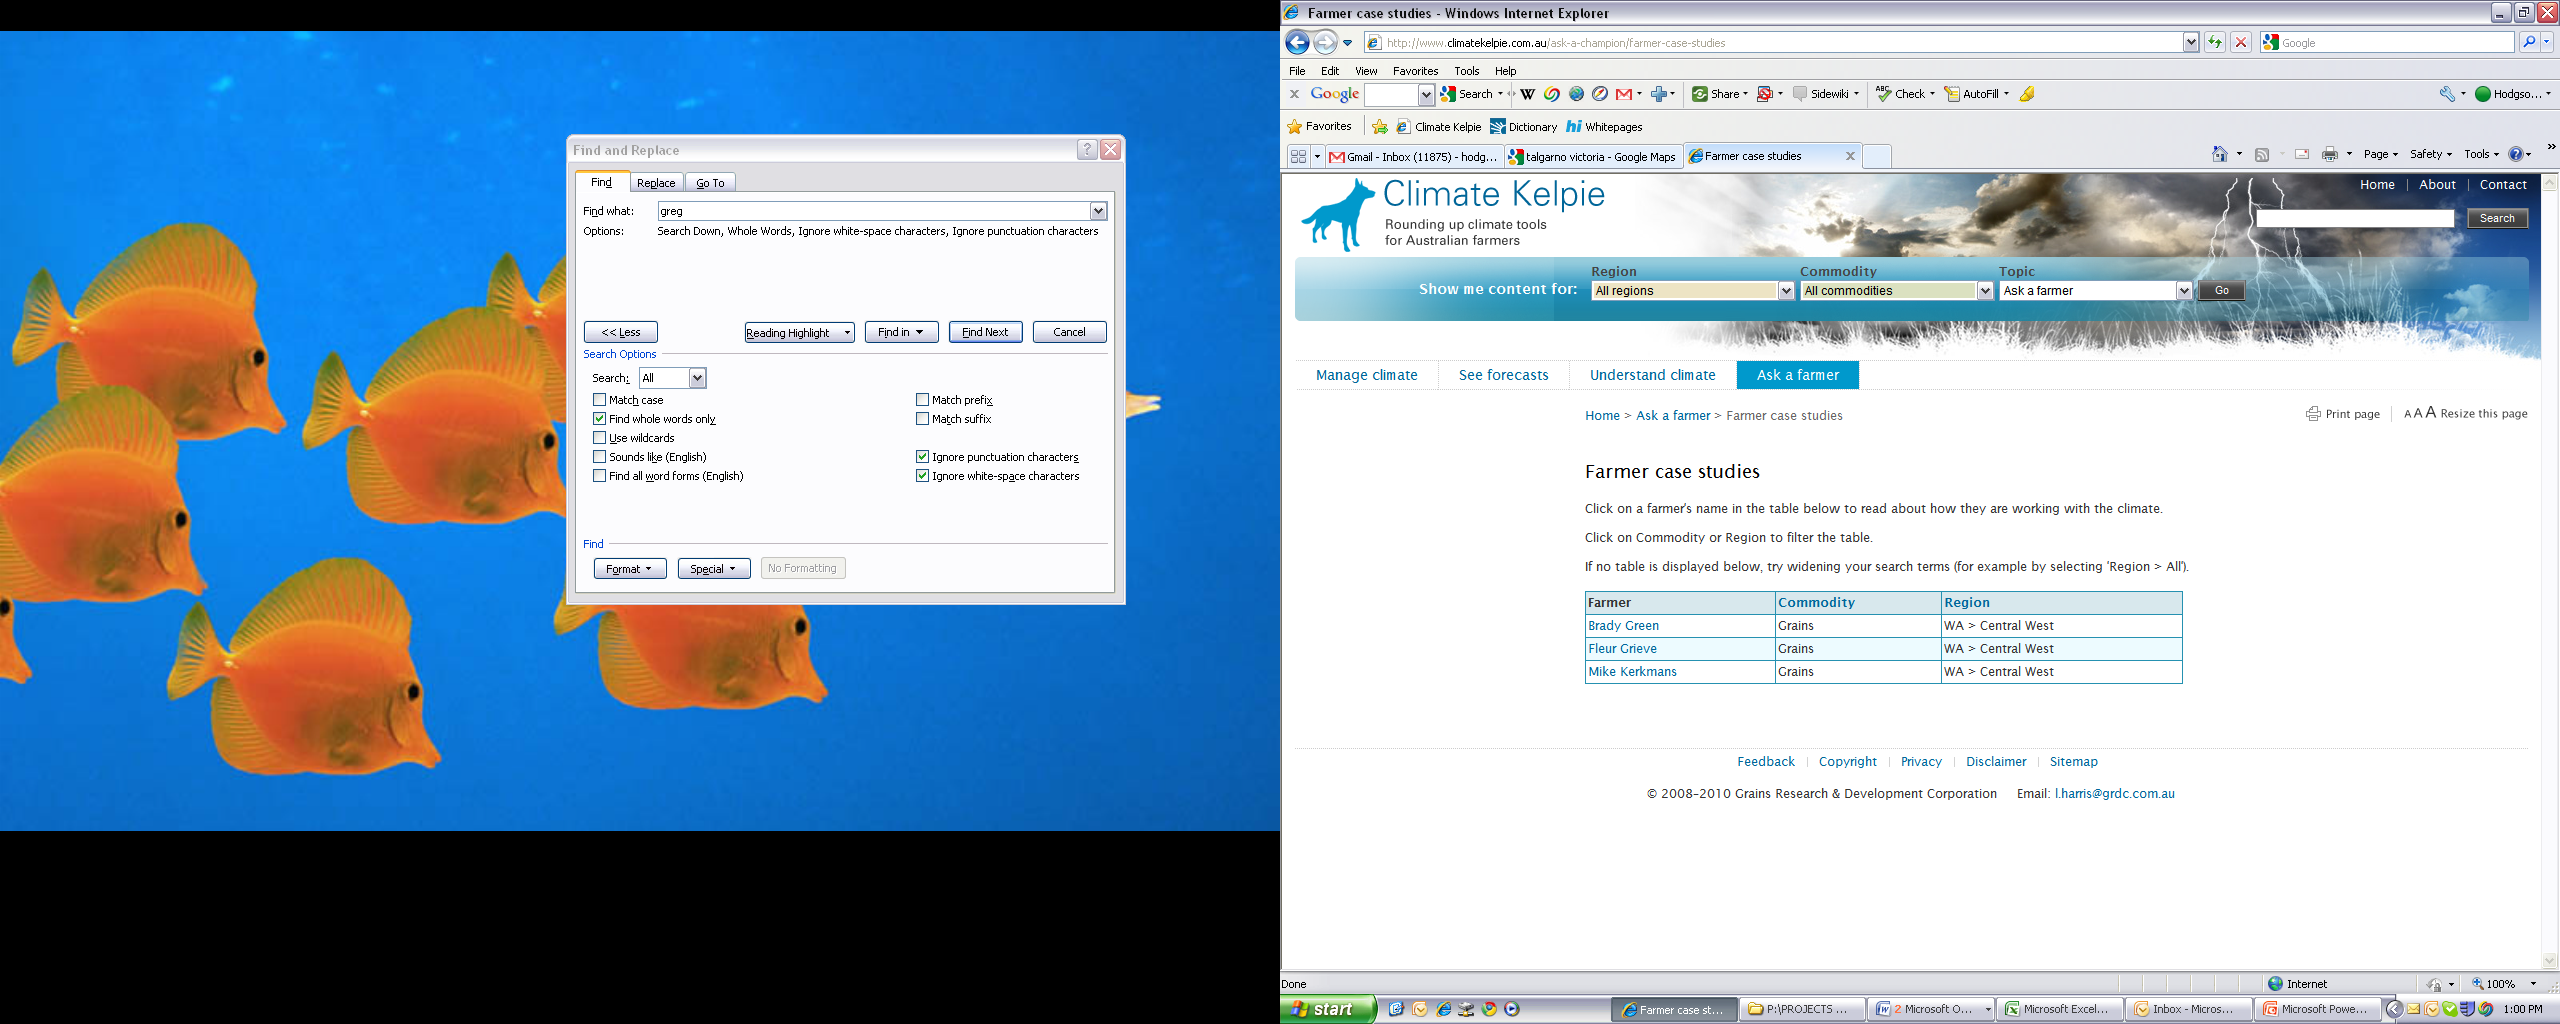 Find and Replace
Find
Replace
Go To
Find what:
greg
Options:
Search Down, Whole Words, Ignore white-space characters, Ignore punctuation characters
<< Less
Reading Highlight
Find in
Find Next
Cancel
Search Options
Search:
All
Match case
Find whole words only
Use wildcards
Sounds like (English)
Find all word forms (English)
Match prefix
Match suffix
Ignore punctuation characters
Ignore white-space characters
Find
Format
Special
No Formatting
Farmer case studies - Windows Internet Explorer
http://www.climatekelpie.com.au/ask-a-champion/farmer-case-studies
Google
File Edit View Favorites Tools Help
x Google Search W Share Sidewiki ABC Check AutoFill Hodgso...
Favorites Climate Kelpie Dictionary hi Whitepages
Gmail - Inbox (11875) - hodg... talgarno victoria - Google Maps Farmer case studies Page Safety Tools
Climate Kelpie
Rounding up climate tools
for Australian farmers
Home | About | Contact
Search
Show me content for:
Region Commodity Topic
All regions All commodities Ask a farmer Go
Manage climate See forecasts Understand climate Ask a farmer
Home > Ask a farmer > Farmer case studies
Print page A A A Resize this page
Farmer case studies
Click on a farmer's name in the table below to read about how they are working with the climate.
Click on Commodity or Region to filter the table.
If no table is displayed below, try widening your search terms (for example by selecting 'Region > All').
Farmer Commodity Region
Brady Green Grains WA > Central West
Fleur Grieve Grains WA > Central West
Mike Kerkmans Grains WA > Central West
Feedback | Copyright | Privacy | Disclaimer | Sitemap
© 2008-2010 Grains Research & Development Corporation Email: l.harris@grdc.com.au
Done Internet 100%
start Farmer case st... P:\PROJECTS ... 2 Microsoft O... Microsoft Excel... Inbox - Micros... Microsoft Powe... 1:00 PM